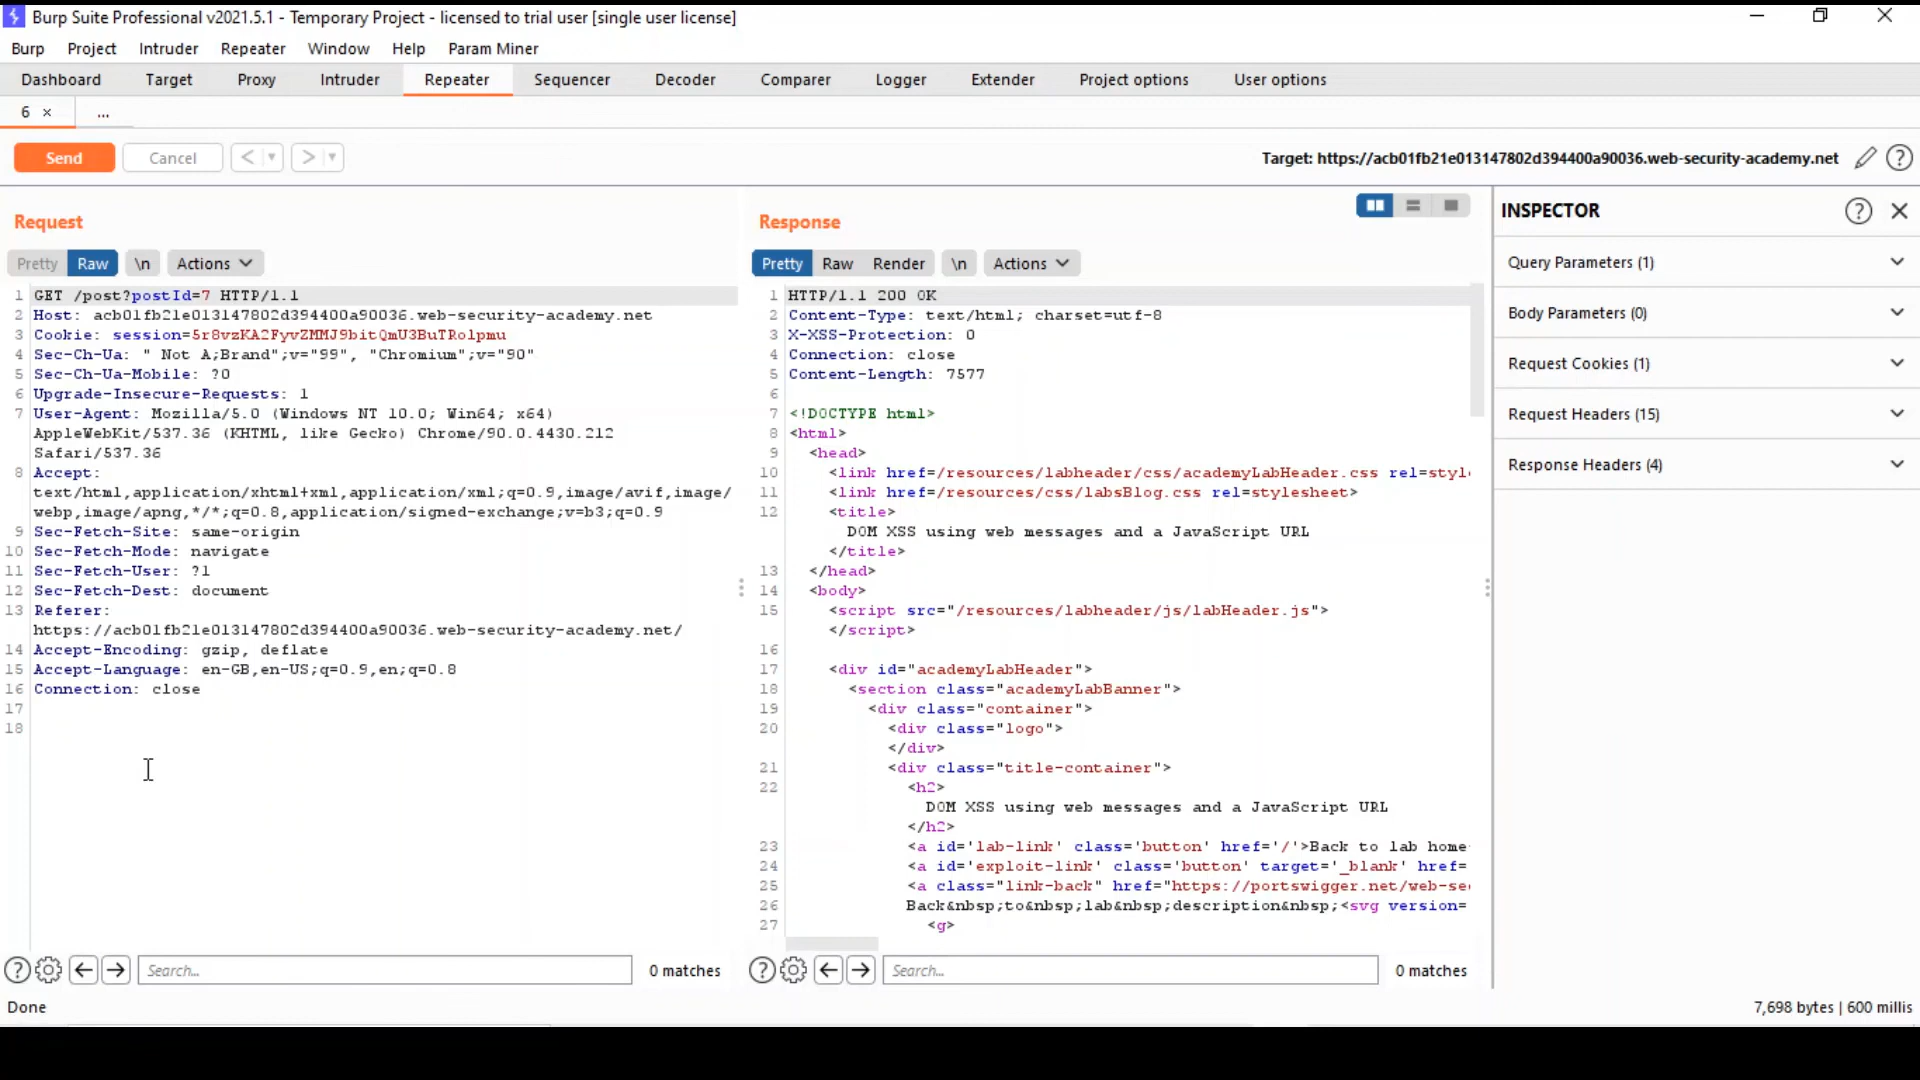 Burp Suite Professional v2021.5.1 - Temporary Project - licensed to trial user [single user license]
Burp Project Intruder Repeater Window Help Param Miner
Dashboard Target Proxy Intruder Repeater Sequencer Decoder Comparer Logger Extender Project options User options
6 × ...
Send Cancel < > Target: https://acb01fb21e013147802d394400a90036.web-security-academy.net
Request
Pretty Raw \n Actions
1 GET /post?postId=7 HTTP/1.1
2 Host: acb01fb21e013147802d394400a90036.web-security-academy.net
3 Cookie: session=5r8vzKA2FyvZMMJ9bitQmU3BuTRolpmu
4 Sec-Ch-Ua: " Not A;Brand";v="99", "Chromium";v="90"
5 Sec-Ch-Ua-Mobile: ?0
6 Upgrade-Insecure-Requests: 1
7 User-Agent: Mozilla/5.0 (Windows NT 10.0; Win64; x64)
AppleWebKit/537.36 (KHTML, like Gecko) Chrome/90.0.4430.212
Safari/537.36
8 Accept:
text/html,application/xhtml+xml,application/xml;q=0.9,image/avif,image/
webp,image/apng,*/*;q=0.8,application/signed-exchange;v=b3;q=0.9
9 Sec-Fetch-Site: same-origin
10 Sec-Fetch-Mode: navigate
11 Sec-Fetch-User: ?1
12 Sec-Fetch-Dest: document
13 Referer:
https://acb01fb21e013147802d394400a90036.web-security-academy.net/
14 Accept-Encoding: gzip, deflate
15 Accept-Language: en-GB,en-US;q=0.9,en;q=0.8
16 Connection: close
17
18
Search... 0 matches
Response
Pretty Raw Render \n Actions
1 HTTP/1.1 200 OK
2 Content-Type: text/html; charset=utf-8
3 X-XSS-Protection: 0
4 Connection: close
5 Content-Length: 7577
6
7 <!DOCTYPE html>
8 <html>
9 <head>
10 <link href=/resources/labheader/css/academyLabHeader.css rel=style
11 <link href=/resources/css/labsBlog.css rel=stylesheet>
12 <title>
DOM XSS using web messages and a JavaScript URL
</title>
13 </head>
14 <body>
15 <script src="/resources/labheader/js/labHeader.js">
</script>
16
17 <div id="academyLabHeader">
18 <section class="academyLabBanner">
19 <div class="container">
20 <div class="logo">
</div>
21 <div class="title-container">
22 <h2>
DOM XSS using web messages and a JavaScript URL
</h2>
23 <a id='lab-link' class='button' href='/'>Back to lab home
24 <a id='exploit-link' class='button' target='_blank' href=
25 <a class="link-back" href="https://portswigger.net/web-se
26 Back&nbsp;to&nbsp;lab&nbsp;description&nbsp;<svg version=
27 <g>
Search... 0 matches
INSPECTOR
Query Parameters (1)
Body Parameters (0)
Request Cookies (1)
Request Headers (15)
Response Headers (4)
Done 7,698 bytes | 600 millis